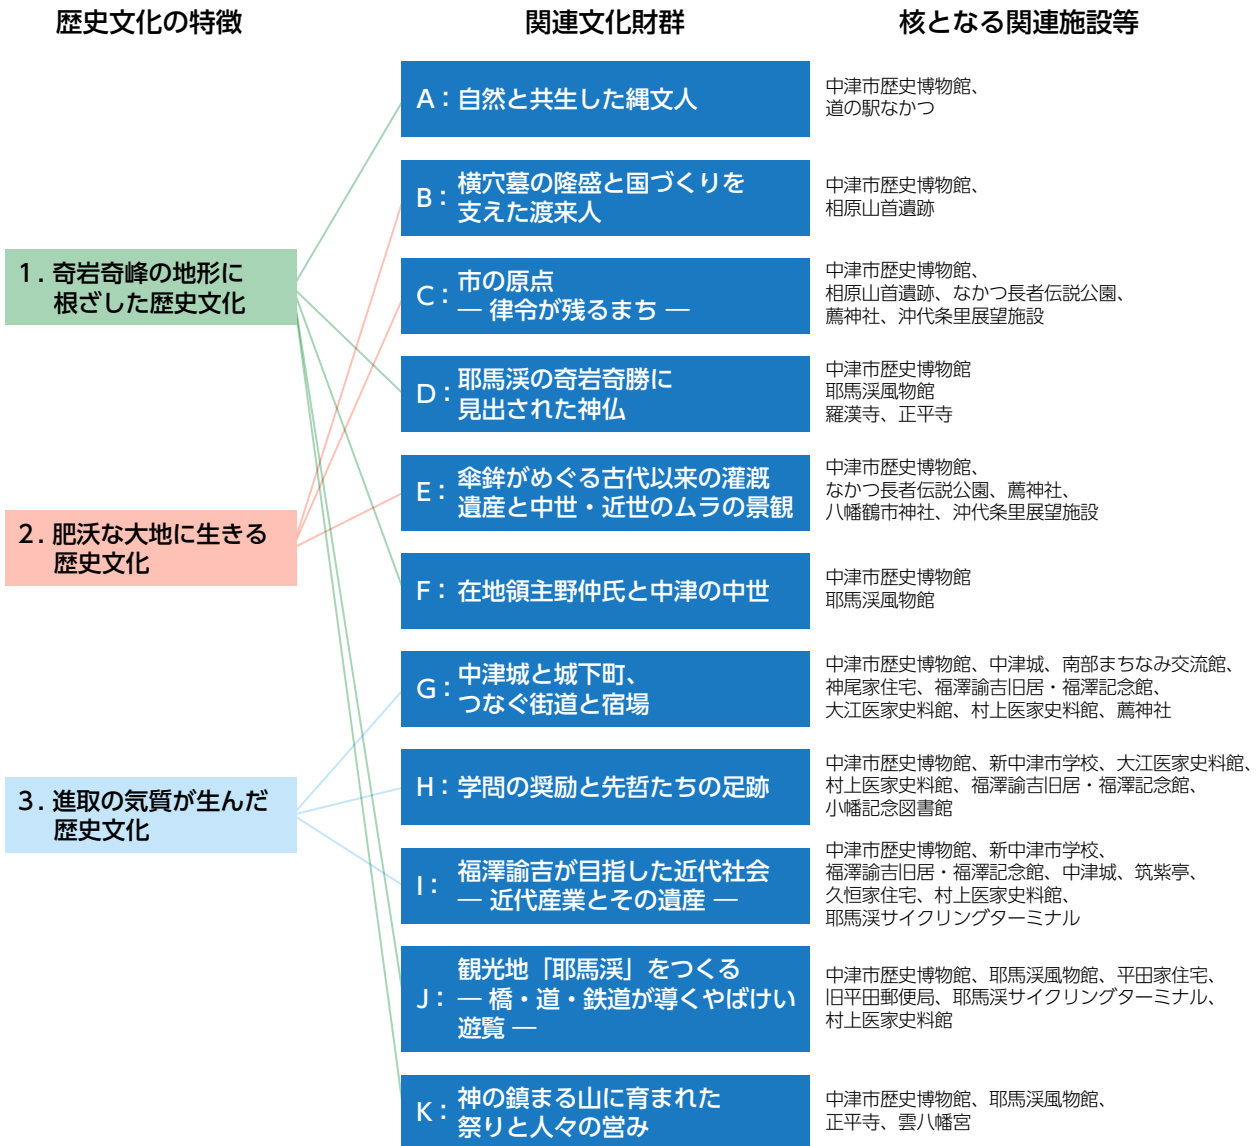 歴史文化の特徴
関連文化財群
核となる関連施設等
1. 奇岩奇峰の地形に
根ざした歴史文化
2. 肥沃な大地に生きる
歴史文化
3. 進取の気質が生んだ
歴史文化
A：自然と共生した縄文人
中津市歴史博物館、
道の駅なかつ
B：横穴墓の隆盛と国づくりを
支えた渡来人
中津市歴史博物館、
相原山首遺跡
C：市の原点
― 律令が残るまち ―
中津市歴史博物館、
相原山首遺跡、なかつ長者伝説公園、
薦神社、沖代条里展望施設
D：耶馬渓の奇岩奇勝に
見出された神仏
中津市歴史博物館
耶馬渓風物館
羅漢寺、正平寺
E：傘鉾がめぐる古代以来の灌漑
遺産と中世・近世のムラの景観
中津市歴史博物館、
なかつ長者伝説公園、薦神社、
八幡鶴市神社、沖代条里展望施設
F：在地領主野仲氏と中津の中世
中津市歴史博物館
耶馬渓風物館
G：中津城と城下町、
つなぐ街道と宿場
中津市歴史博物館、中津城、南部まちなみ交流館、
神尾家住宅、福澤諭吉旧居・福澤記念館、
大江医家史料館、村上医家史料館、薦神社
H：学問の奨励と先哲たちの足跡
中津市歴史博物館、新中津市学校、大江医家史料館、
村上医家史料館、福澤諭吉旧居・福澤記念館、
小幡記念図書館
I：福澤諭吉が目指した近代社会
― 近代産業とその遺産 ―
中津市歴史博物館、新中津市学校、
福澤諭吉旧居・福澤記念館、中津城、筑紫亭、
久恒家住宅、村上医家史料館、
耶馬渓サイクリングターミナル
J：観光地「耶馬渓」をつくる
― 橋・道・鉄道が導くやばけい
遊覧 ―
中津市歴史博物館、耶馬渓風物館、平田家住宅、
旧平田郵便局、耶馬渓サイクリングターミナル、
村上医家史料館
K：神の鎮まる山に育まれた
祭りと人々の営み
中津市歴史博物館、耶馬渓風物館、
正平寺、雲八幡宮